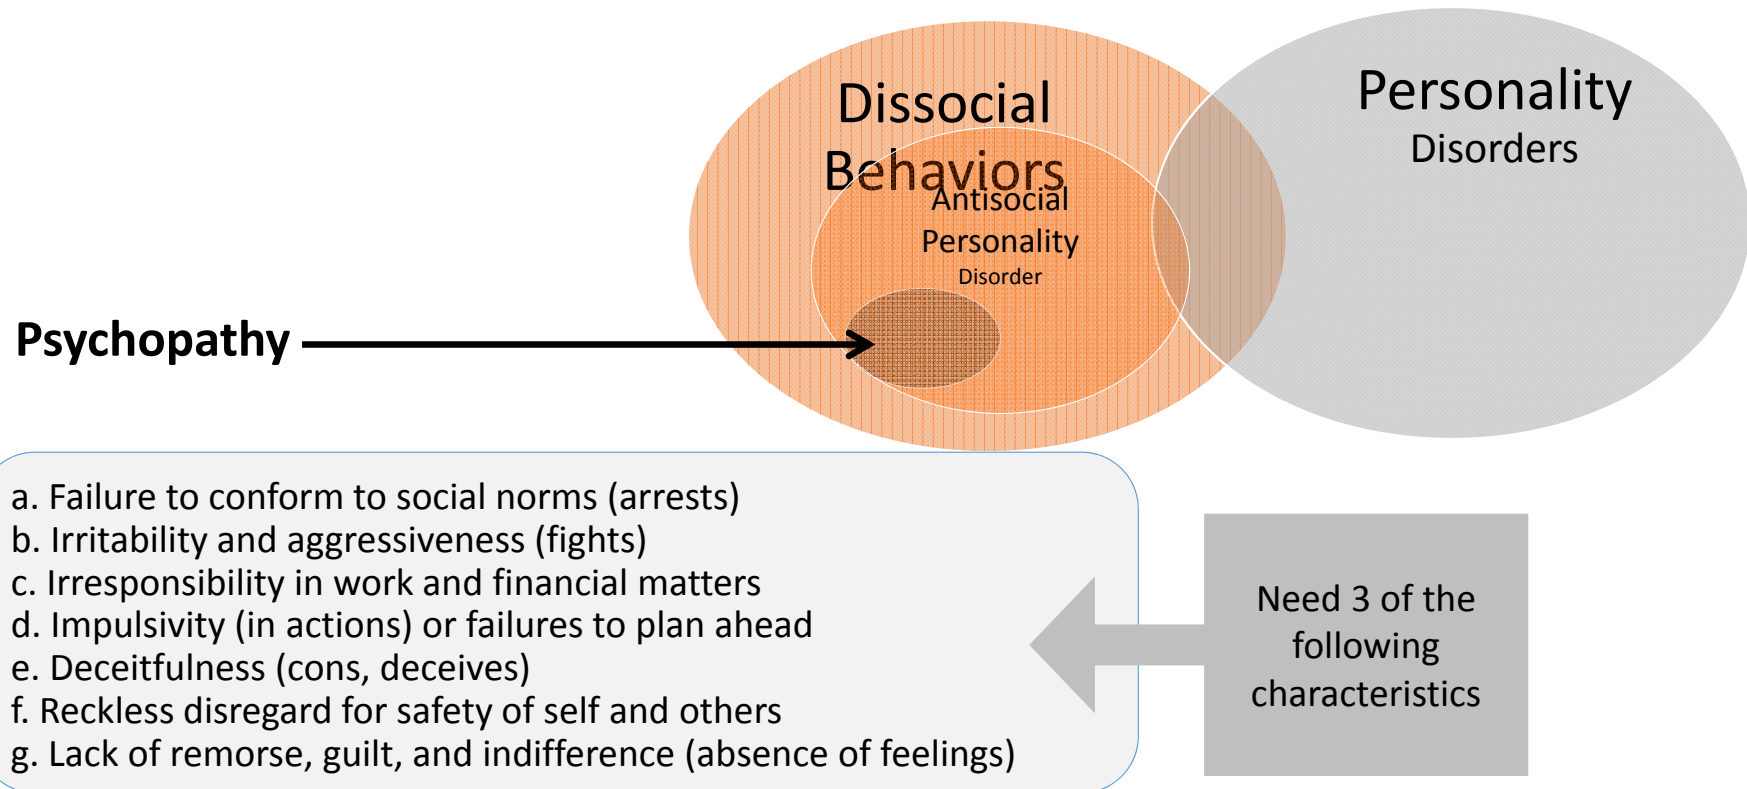 Dissocial
Behaviors
Antisocial
Personality
Disorder
Personality
Disorders
Psychopathy
a. Failure to conform to social norms (arrests)
b. Irritability and aggressiveness (fights)
c. Irresponsibility in work and financial matters
d. Impulsivity (in actions) or failures to plan ahead
e. Deceitfulness (cons, deceives)
f. Reckless disregard for safety of self and others
g. Lack of remorse, guilt, and indifference (absence of feelings)
Need 3 of the
following
characteristics